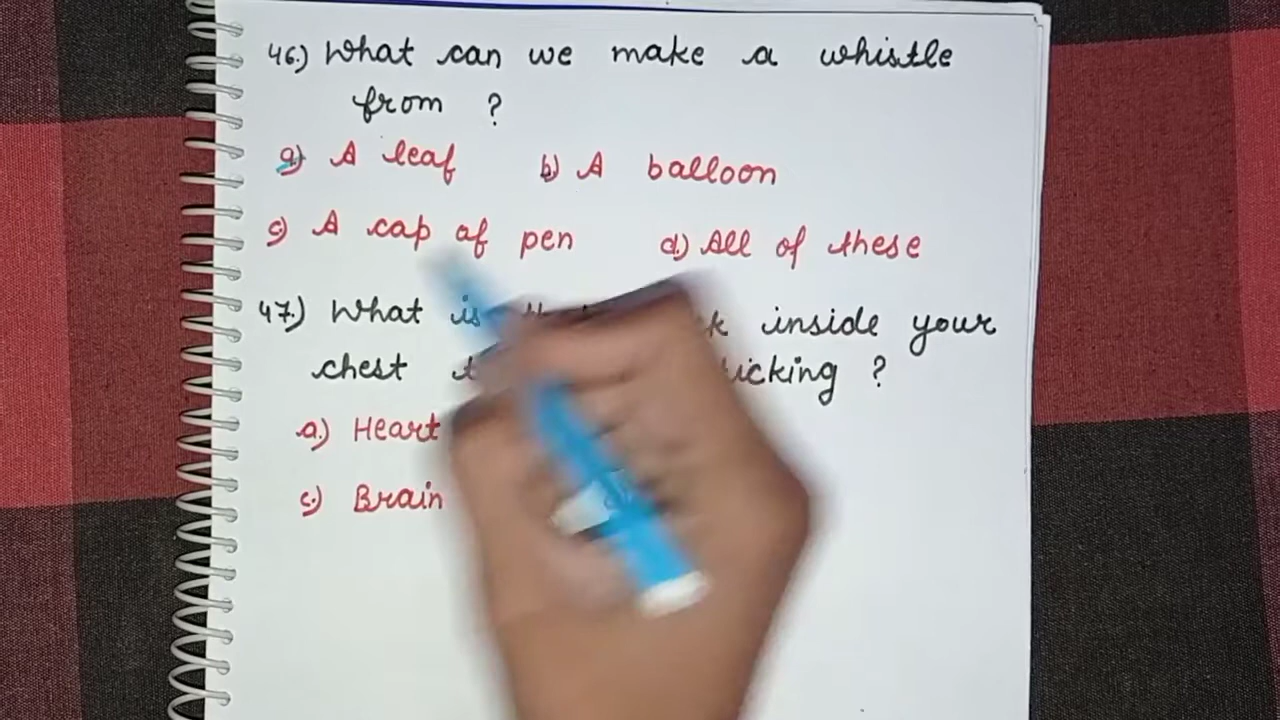 46.) What can we make a whistle
from ?
a) A leaf b) A balloon
c) A cap of pen d) All of these
47.) What is inside your
chest ticking ?
a.) Heart
c.) Brain